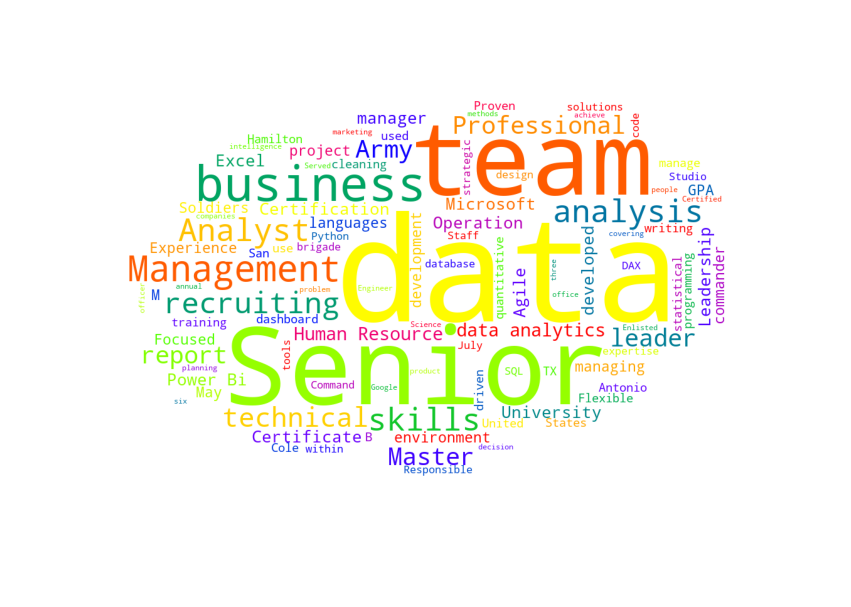 Proven
solutions
methods
achieve
manager
Professional
code
marketing
used
team
Hamilton
project
Army
strategic
intelligence
Excel
Served
cleaning
business
design
manage
Studio
people
GPA
Certified
Microsoft
Soldiers
Certification
companies
analysis
Analyst
languages
Operation
writing
Python
Staff
covering
Experience
use
brigade
San
development
data
quantitative
developed
statistical
programming
Leadership
commander
Management
database
three
DAX
Agile
annual
problem
Engineer
office
officer
M
recruiting
dashboard
training
Science
Human Resource
data analytics
Enlisted
leader
Focused
report
tools
Senior
July
expertise
planning
product
SQL
TX
managing
Power Bi
Command
Google
driven
Antonio
May
Flexible
six
technical
skills
University
United
States
Certificate
B
environment
Cole
within
Master
decision
Responsible